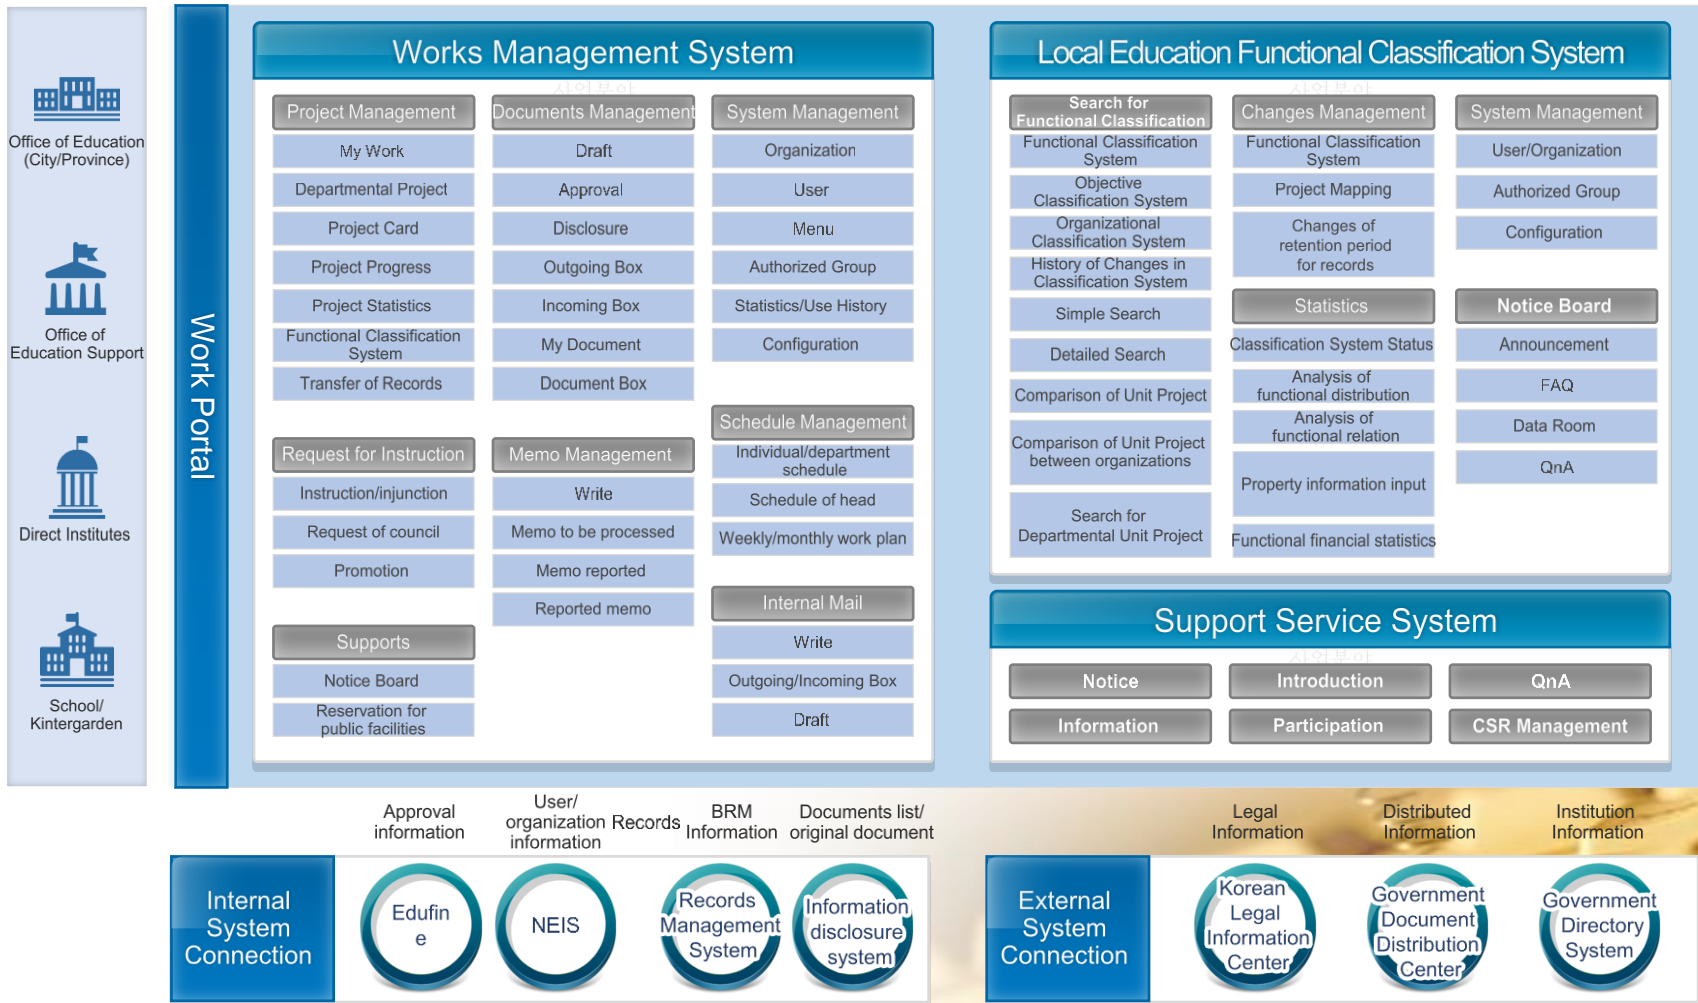 Office of Education
(City/Province)
Office of
Education Support
Direct Institutes
School/
Kintergarden
Work Portal
Works Management System
Project Management
My Work
Departmental Project
Project Card
Project Progress
Project Statistics
Functional Classification
System
Transfer of Records
Request for Instruction
Instruction/injunction
Request of council
Promotion
Supports
Notice Board
Reservation for
public facilities
사업분야
Documents Management
Draft
Approval
Disclosure
Outgoing Box
Incoming Box
My Document
Document Box
Memo Management
Write
Memo to be processed
Memo reported
Reported memo
System Management
Organization
User
Menu
Authorized Group
Statistics/Use History
Configuration
Schedule Management
Individual/department
schedule
Schedule of head
Weekly/monthly work plan
Internal Mail
Write
Outgoing/Incoming Box
Draft
Local Education Functional Classification System
사업분야
Search for
Functional Classification
Functional Classification
System
Objective
Classification System
Organizational
Classification System
History of Changes in
Classification System
Simple Search
Detailed Search
Comparison of Unit Project
Comparison of Unit Project
between organizations
Search for
Departmental Unit Project
Changes Management
Functional Classification
System
Project Mapping
Changes of
retention period
for records
Statistics
Classification System Status
Analysis of
functional distribution
Analysis of
functional relation
Property information input
Functional financial statistics
System Management
User/Organization
Authorized Group
Configuration
Notice Board
Announcement
FAQ
Data Room
QnA
Support Service System
사업분야
Notice
Introduction
QnA
Information
Participation
CSR Management
Internal
System
Connection
Approval
information
Edufin
e
User/
organization
information
NEIS
Records
BRM
Information
Records
Management
System
Documents list/
original document
Information
disclosure
system
External
System
Connection
Legal
Information
Korean
Legal
Information
Center
Distributed
Information
Government
Document
Distribution
Center
Institution
Information
Government
Directory
System